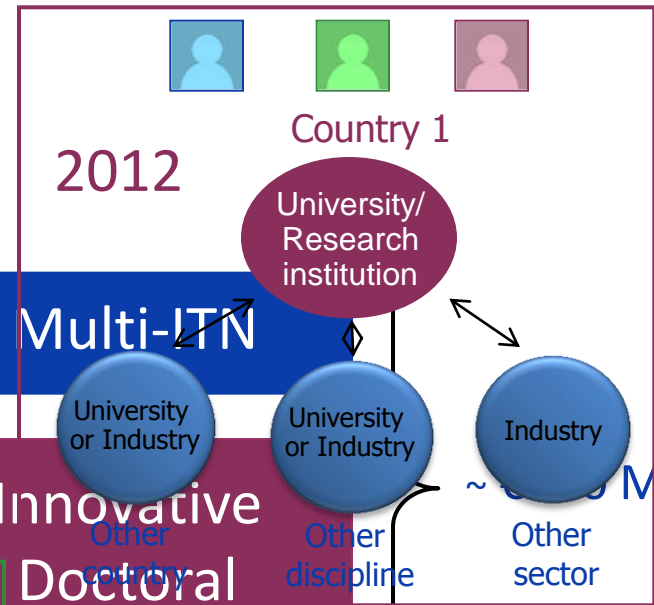 Country 1
2012
University/
Research
institution
Multi-ITN
University
or Industry
University
or Industry
Industry
Innovative
~
M
Other
country
Other
discipline
Other
sector
Doctoral